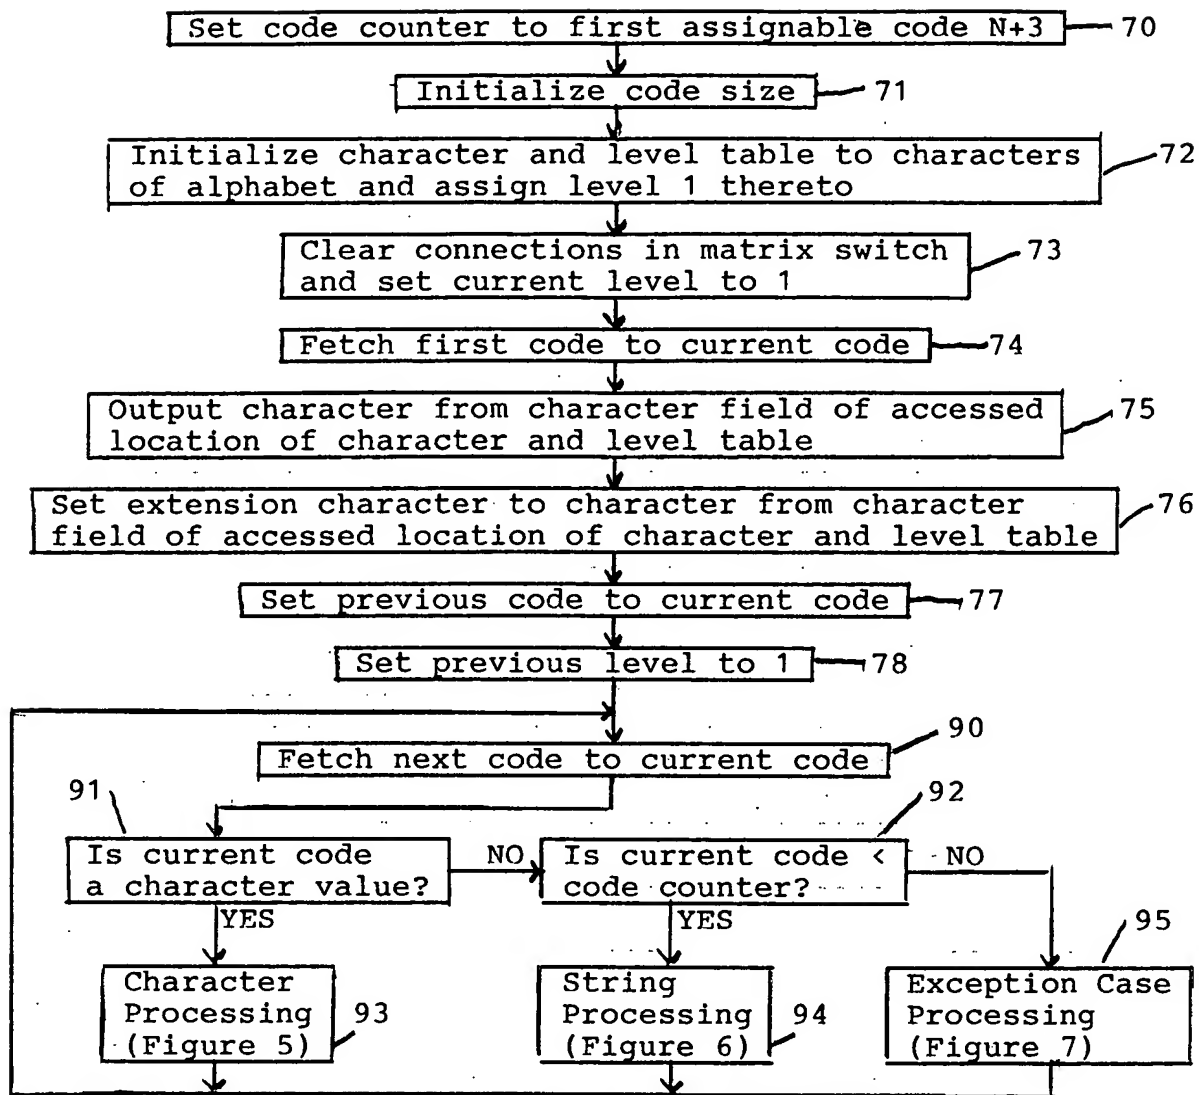 Set code counter to first assignable code N+3
70
Initialize code size
71
Initialize character and level table to characters
of alphabet and assign level 1 thereto
72
Clear connections in matrix switch
and set current level to 1
73
Fetch first code to current code
74
Output character from character field of accessed
location of character and level table
75
Set extension character to character from character
field of accessed location of character and level table
76
Set previous code to current code
77
Set previous level to 1
78
Fetch next code to current code
90
91
Is current code
a character value?
NO
YES
92
Is current code <
code counter?
NO
YES
Character
Processing
(Figure 5)
93
String
Processing
(Figure 6)
94
Exception Case
Processing
(Figure 7)
95